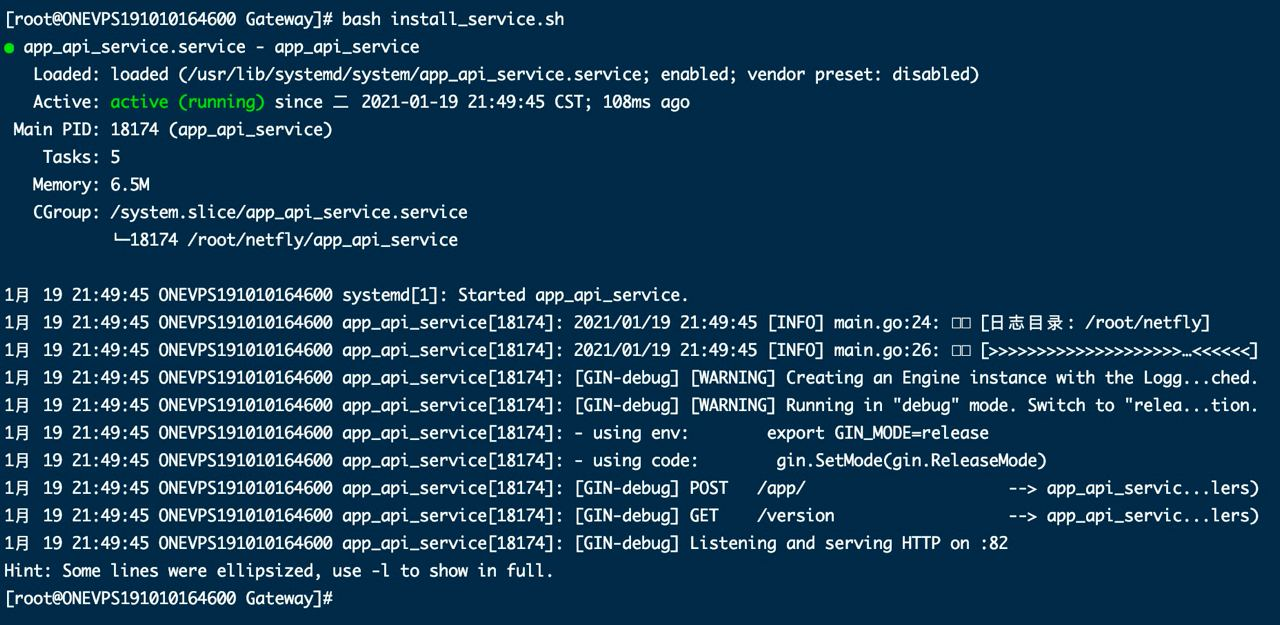 [root@ONEVPS191010164600 Gateway]# bash install_service.sh
● app_api_service.service - app_api_service
   Loaded: loaded (/usr/lib/systemd/system/app_api_service.service; enabled; vendor preset: disabled)
   Active: active (running) since 二 2021-01-19 21:49:45 CST; 108ms ago
 Main PID: 18174 (app_api_service)
    Tasks: 5
   Memory: 6.5M
   CGroup: /system.slice/app_api_service.service
           └─18174 /root/netfly/app_api_service

1月 19 21:49:45 ONEVPS191010164600 systemd[1]: Started app_api_service.
1月 19 21:49:45 ONEVPS191010164600 app_api_service[18174]: 2021/01/19 21:49:45 [INFO] main.go:24: □□ [日志目录: /root/netfly]
1月 19 21:49:45 ONEVPS191010164600 app_api_service[18174]: 2021/01/19 21:49:45 [INFO] main.go:26: □□ [>>>>>>>>>>>>>>>>>>>>…<<<<<<]
1月 19 21:49:45 ONEVPS191010164600 app_api_service[18174]: [GIN-debug] [WARNING] Creating an Engine instance with the Logg...ched.
1月 19 21:49:45 ONEVPS191010164600 app_api_service[18174]: [GIN-debug] [WARNING] Running in "debug" mode. Switch to "relea...tion.
1月 19 21:49:45 ONEVPS191010164600 app_api_service[18174]: - using env:        export GIN_MODE=release
1月 19 21:49:45 ONEVPS191010164600 app_api_service[18174]: - using code:        gin.SetMode(gin.ReleaseMode)
1月 19 21:49:45 ONEVPS191010164600 app_api_service[18174]: [GIN-debug] POST   /app/                     --> app_api_servic...lers)
1月 19 21:49:45 ONEVPS191010164600 app_api_service[18174]: [GIN-debug] GET    /version                  --> app_api_servic...lers)
1月 19 21:49:45 ONEVPS191010164600 app_api_service[18174]: [GIN-debug] Listening and serving HTTP on :82
Hint: Some lines were ellipsized, use -l to show in full.
[root@ONEVPS191010164600 Gateway]#